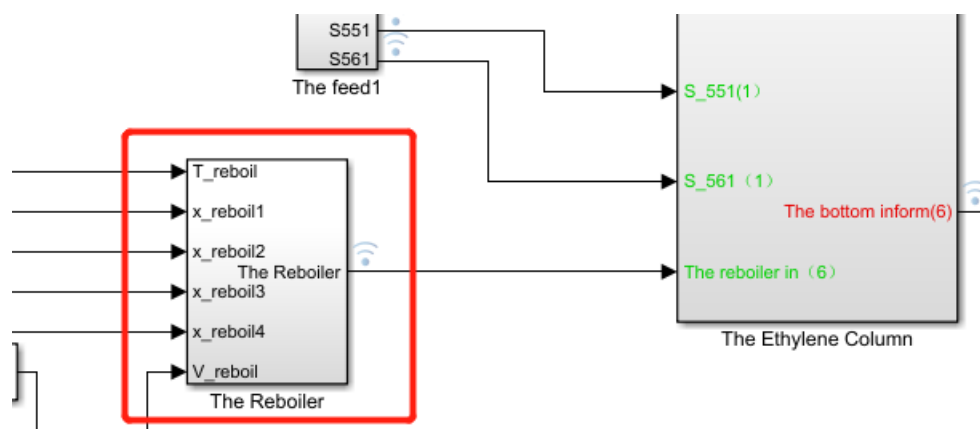 S551
S561
The feed1
T_reboil
x_reboil1
x_reboil2
The Reboiler
x_reboil3
x_reboil4
V_reboil
The Reboiler
S_551(1）
S_561（1）
The bottom inform(6)
The reboiler in（6）
The Ethylene Column